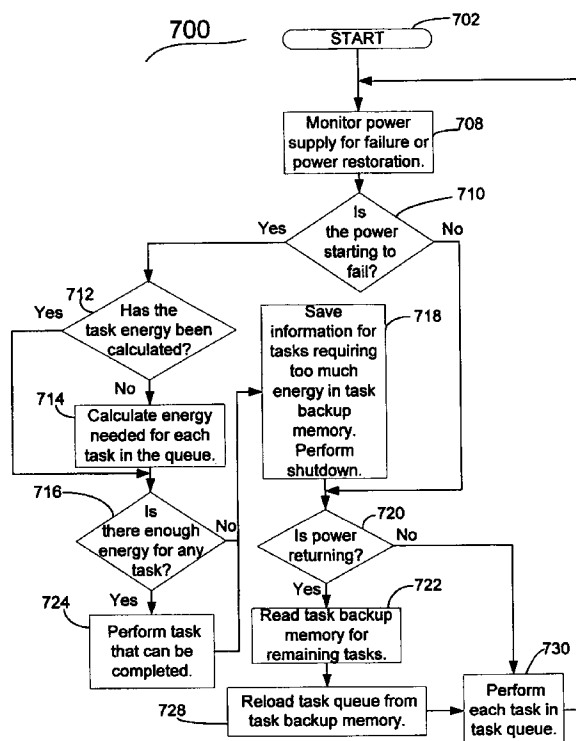 700
START
702
Monitor power
supply for failure or
power restoration.
708
Is
the power
starting to
fail?
710
Yes
No
712
Has the
task energy been
calculated?
Yes
No
714
Calculate energy
needed for each
task in the queue.
716
Is
there enough
energy for any
task?
No
Yes
724
Perform task
that can be
completed.
Save
information for
tasks requiring
too much
energy in task
backup
memory.
Perform
shutdown.
718
720
Is power
returning?
No
Yes
722
Read task backup
memory for
remaining tasks.
728
Reload task queue from
task backup memory.
730
Perform
each task in
task queue.